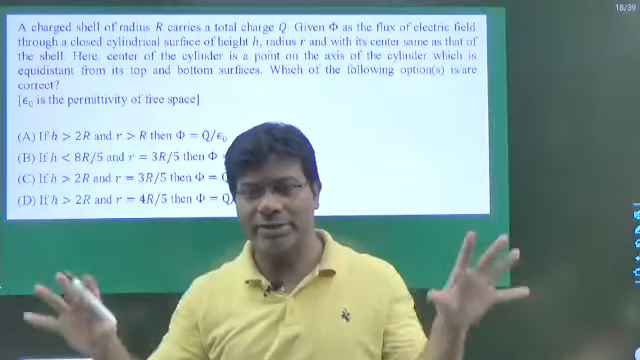 18/39
A charged shell of radius R carries a total charge Q. Given Φ as the flux of electric field
through a closed cylindrical surface of height h, radius r and with its center same as that of
the shell. Here, center of the cylinder is a point on the axis of the cylinder which is
equidistant from its top and bottom surfaces. Which of the following option(s) is/are
correct?
[ϵ₀ is the permittivity of free space]
(A) If h > 2R and r > R then Φ = Q/ϵ₀
(B) If h < 8R/5 and r = 3R/5 then Φ
(C) If h > 2R and r = 3R/5 then Φ =
(D) If h > 2R and r = 4R/5 then Φ = Q/